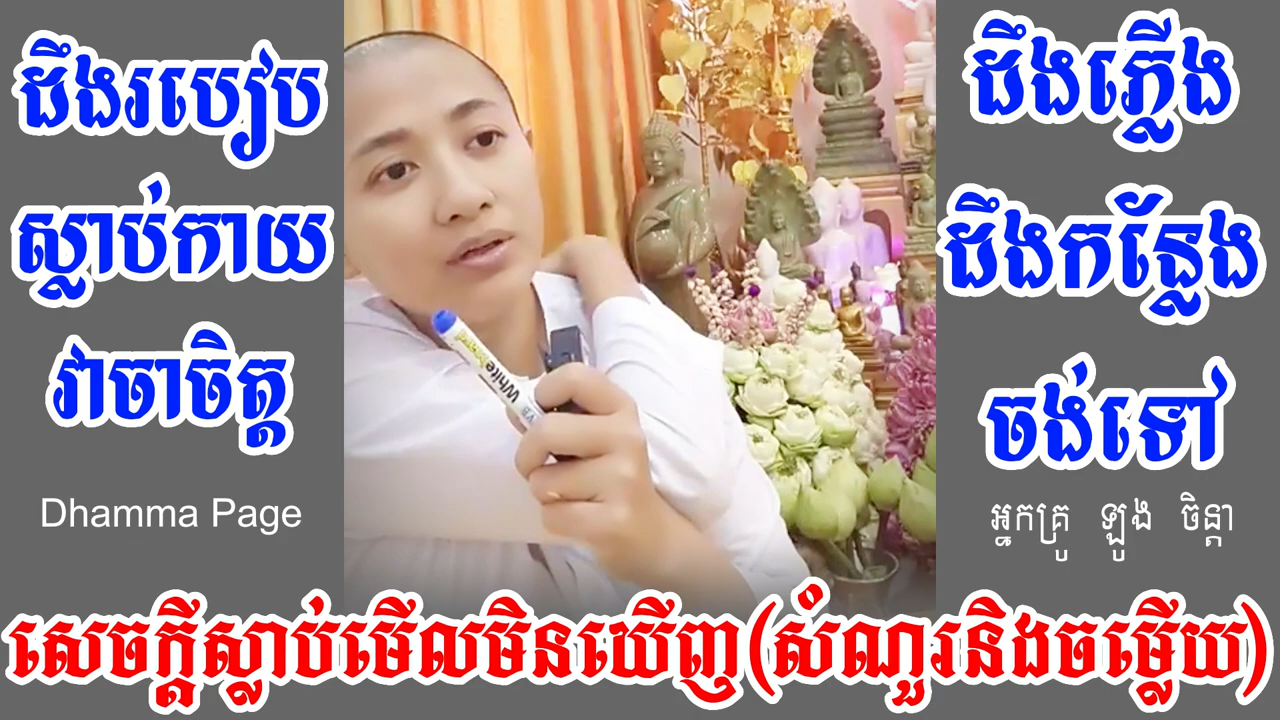 ដឹងរបៀប
ស្លាប់កាយ
វាចាចិត្ត
Dhamma Page
ដឹងភ្លើង
ដឹងកន្លែង
ចង់ទៅ
អ្នកគ្រូ ឡុង ចិន្តា
White
សេចក្តីស្លាប់មើលមិនឃើញ(សំណួរនិងចម្លើយ)